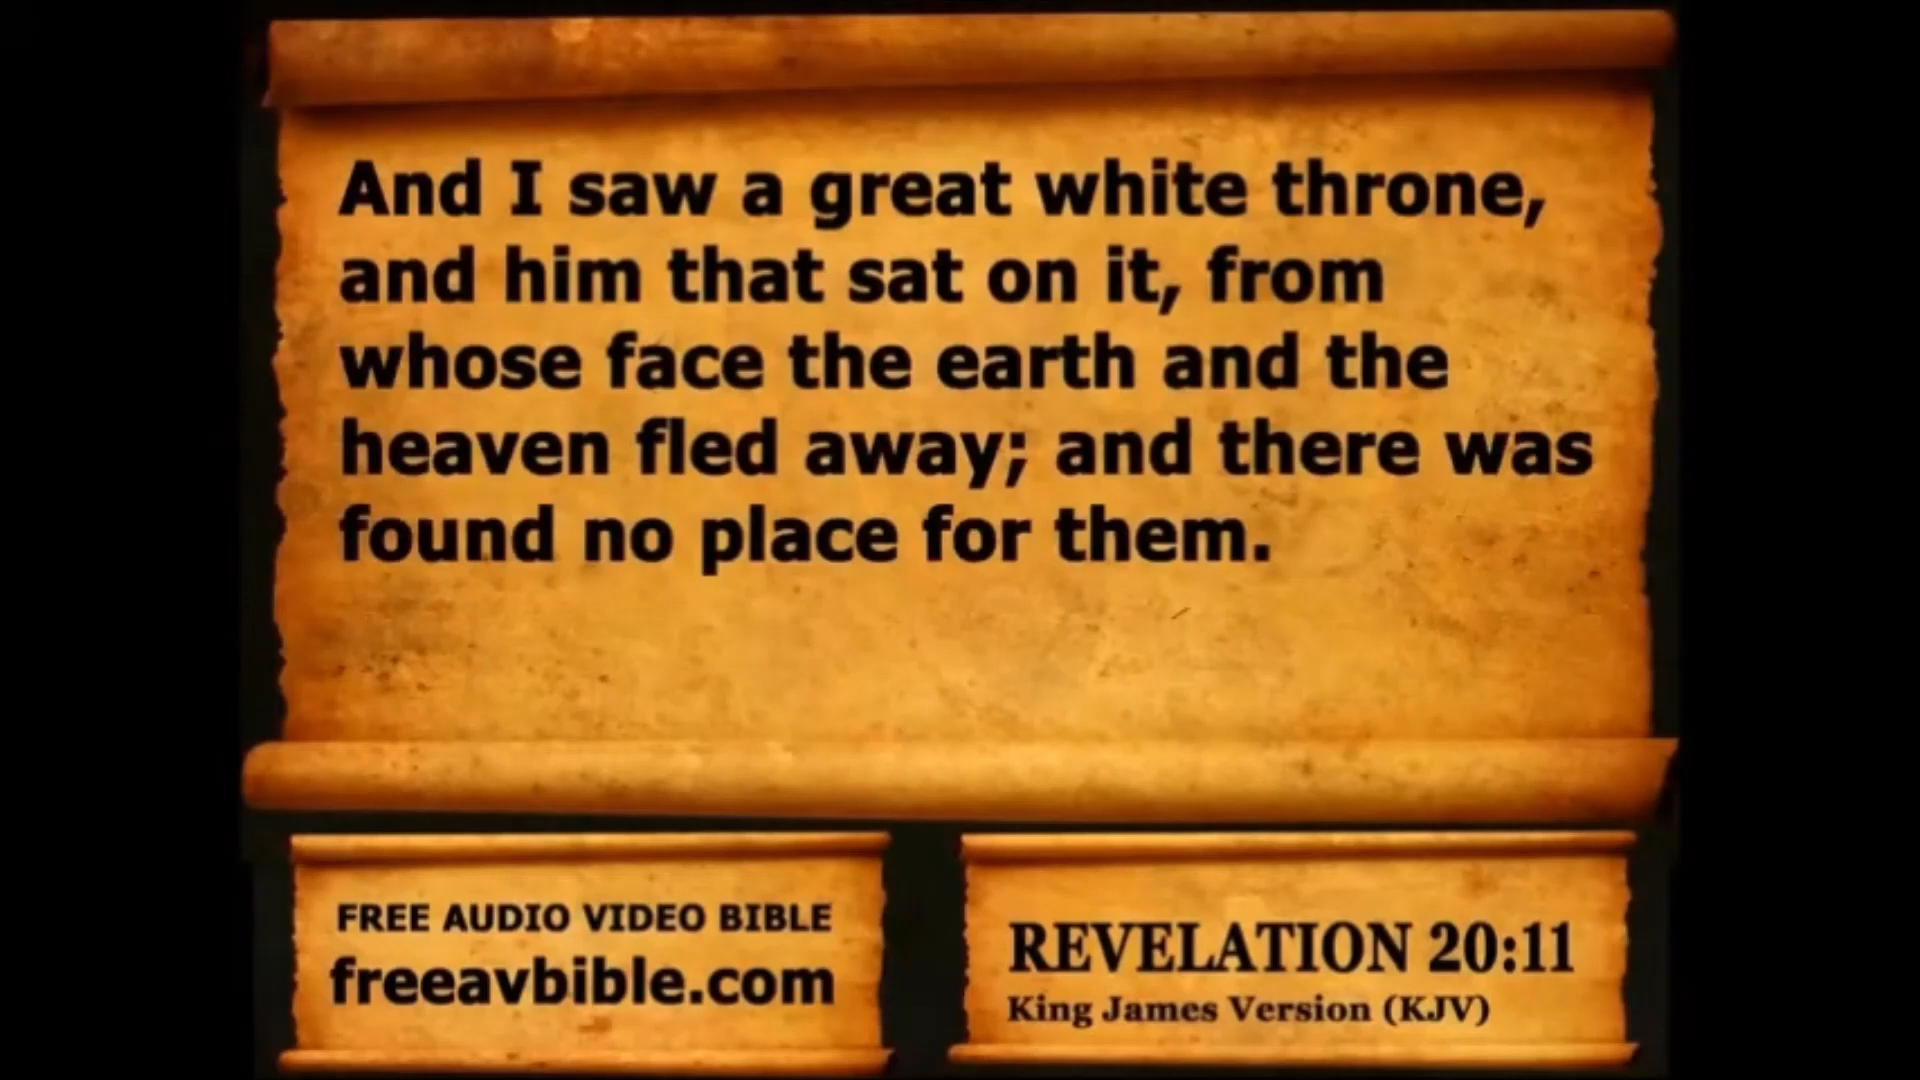 And I saw a great white throne,
and him that sat on it, from
whose face the earth and the
heaven fled away; and there was
found no place for them.
FREE AUDIO VIDEO BIBLE
freeavbible.com
REVELATION 20:11
King James Version (KJV)